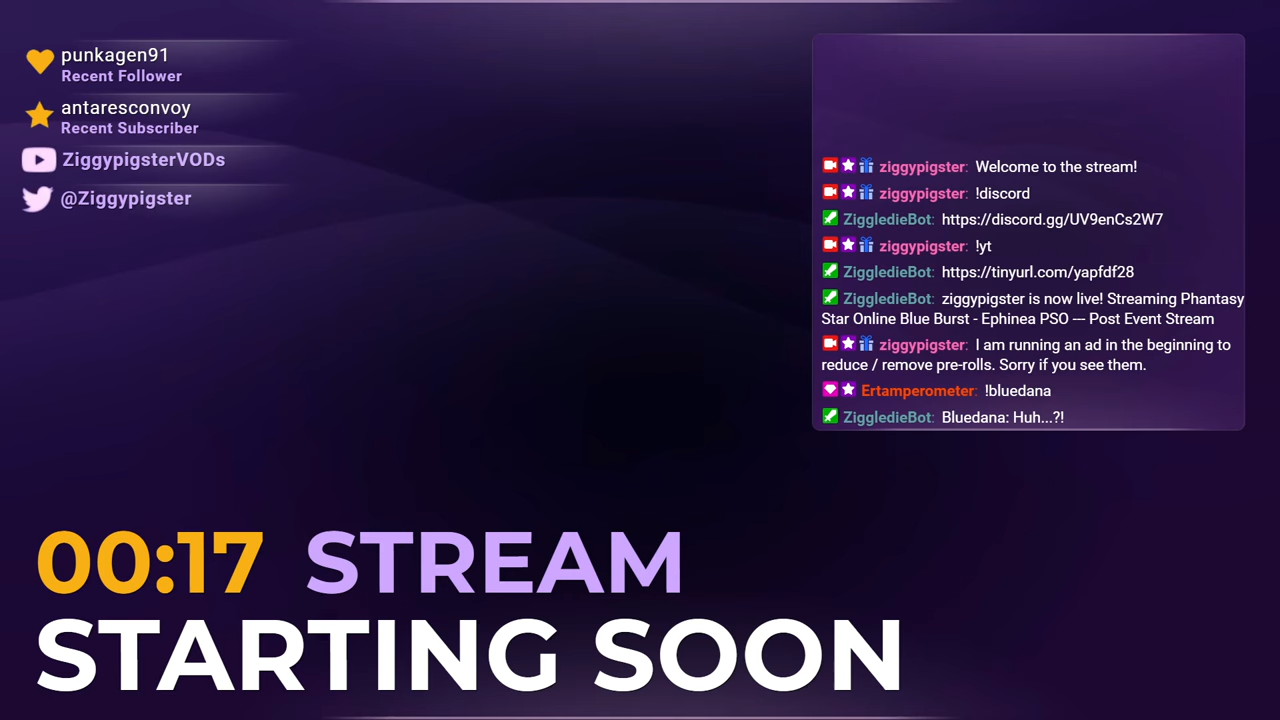 punkagen91
Recent Follower
antaresconvoy
Recent Subscriber
ZiggypigsterVODs
@Ziggypigster
ziggypigster: Welcome to the stream!
ziggypigster: !discord
ZiggledieBot: https://discord.gg/UV9enCs2W7
ziggypigster: !yt
ZiggledieBot: https://tinyurl.com/yapfdf28
ZiggledieBot: ziggypigster is now live! Streaming Phantasy
Star Online Blue Burst - Ephinea PSO --- Post Event Stream
ziggypigster: I am running an ad in the beginning to
reduce / remove pre-rolls. Sorry if you see them.
Ertamperometer: !bluedana
ZiggledieBot: Bluedana: Huh...?!
00:17 STREAM
STARTING SOON